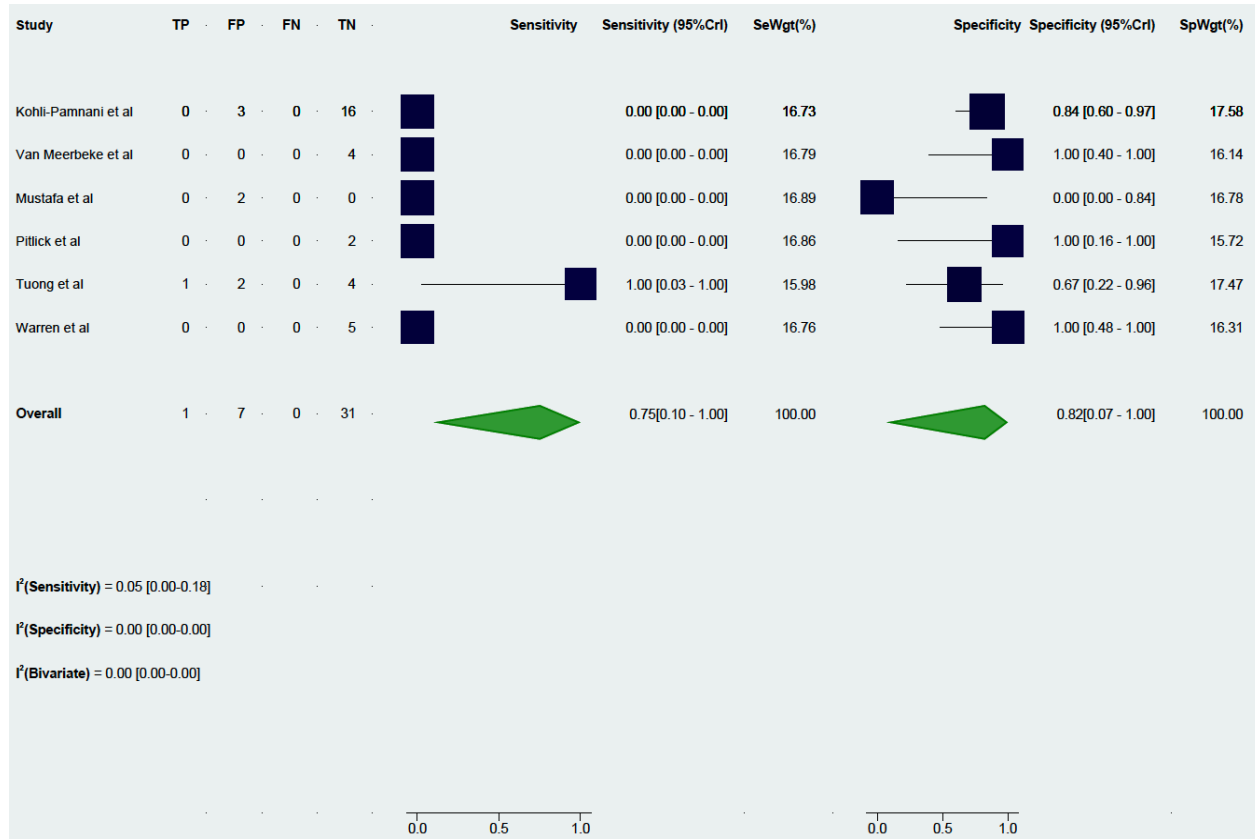 Study TP FP FN TN Sensitivity Sensitivity (95%CrI) SeWgt(%) Specificity Specificity (95%CrI) SpWgt(%)
Kohli-Pamnani et al 0 3 0 16 0.00 [0.00 - 0.00] 16.73 0.84 [0.60 - 0.97] 17.58
Van Meerbeke et al 0 0 0 4 0.00 [0.00 - 0.00] 16.79 1.00 [0.40 - 1.00] 16.14
Mustafa et al 0 2 0 0 0.00 [0.00 - 0.00] 16.89 0.00 [0.00 - 0.84] 16.78
Pitlick et al 0 0 0 2 0.00 [0.00 - 0.00] 16.86 1.00 [0.16 - 1.00] 15.72
Tuong et al 1 2 0 4 1.00 [0.03 - 1.00] 15.98 0.67 [0.22 - 0.96] 17.47
Warren et al 0 0 0 5 0.00 [0.00 - 0.00] 16.76 1.00 [0.48 - 1.00] 16.31
Overall 1 7 0 31 0.75[0.10 - 1.00] 100.00 0.82[0.07 - 1.00] 100.00
I²(Sensitivity) = 0.05 [0.00-0.18]
I²(Specificity) = 0.00 [0.00-0.00]
I²(Bivariate) = 0.00 [0.00-0.00]
0.0 0.5 1.0 0.0 0.5 1.0